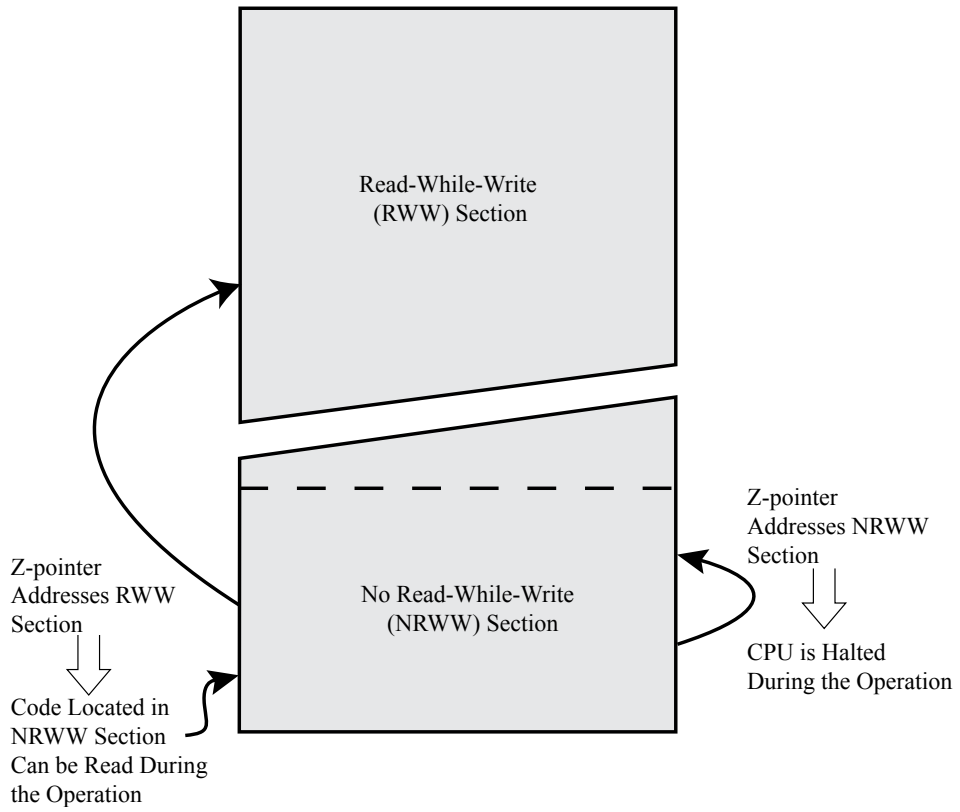 Read-While-Write
(RWW) Section
Z-pointer
Addresses NRWW
Section
Z-pointer
Addresses RWW
Section
No Read-While-Write
(NRWW) Section
CPU is Halted
During the Operation
Code Located in
NRWW Section
Can be Read During
the Operation